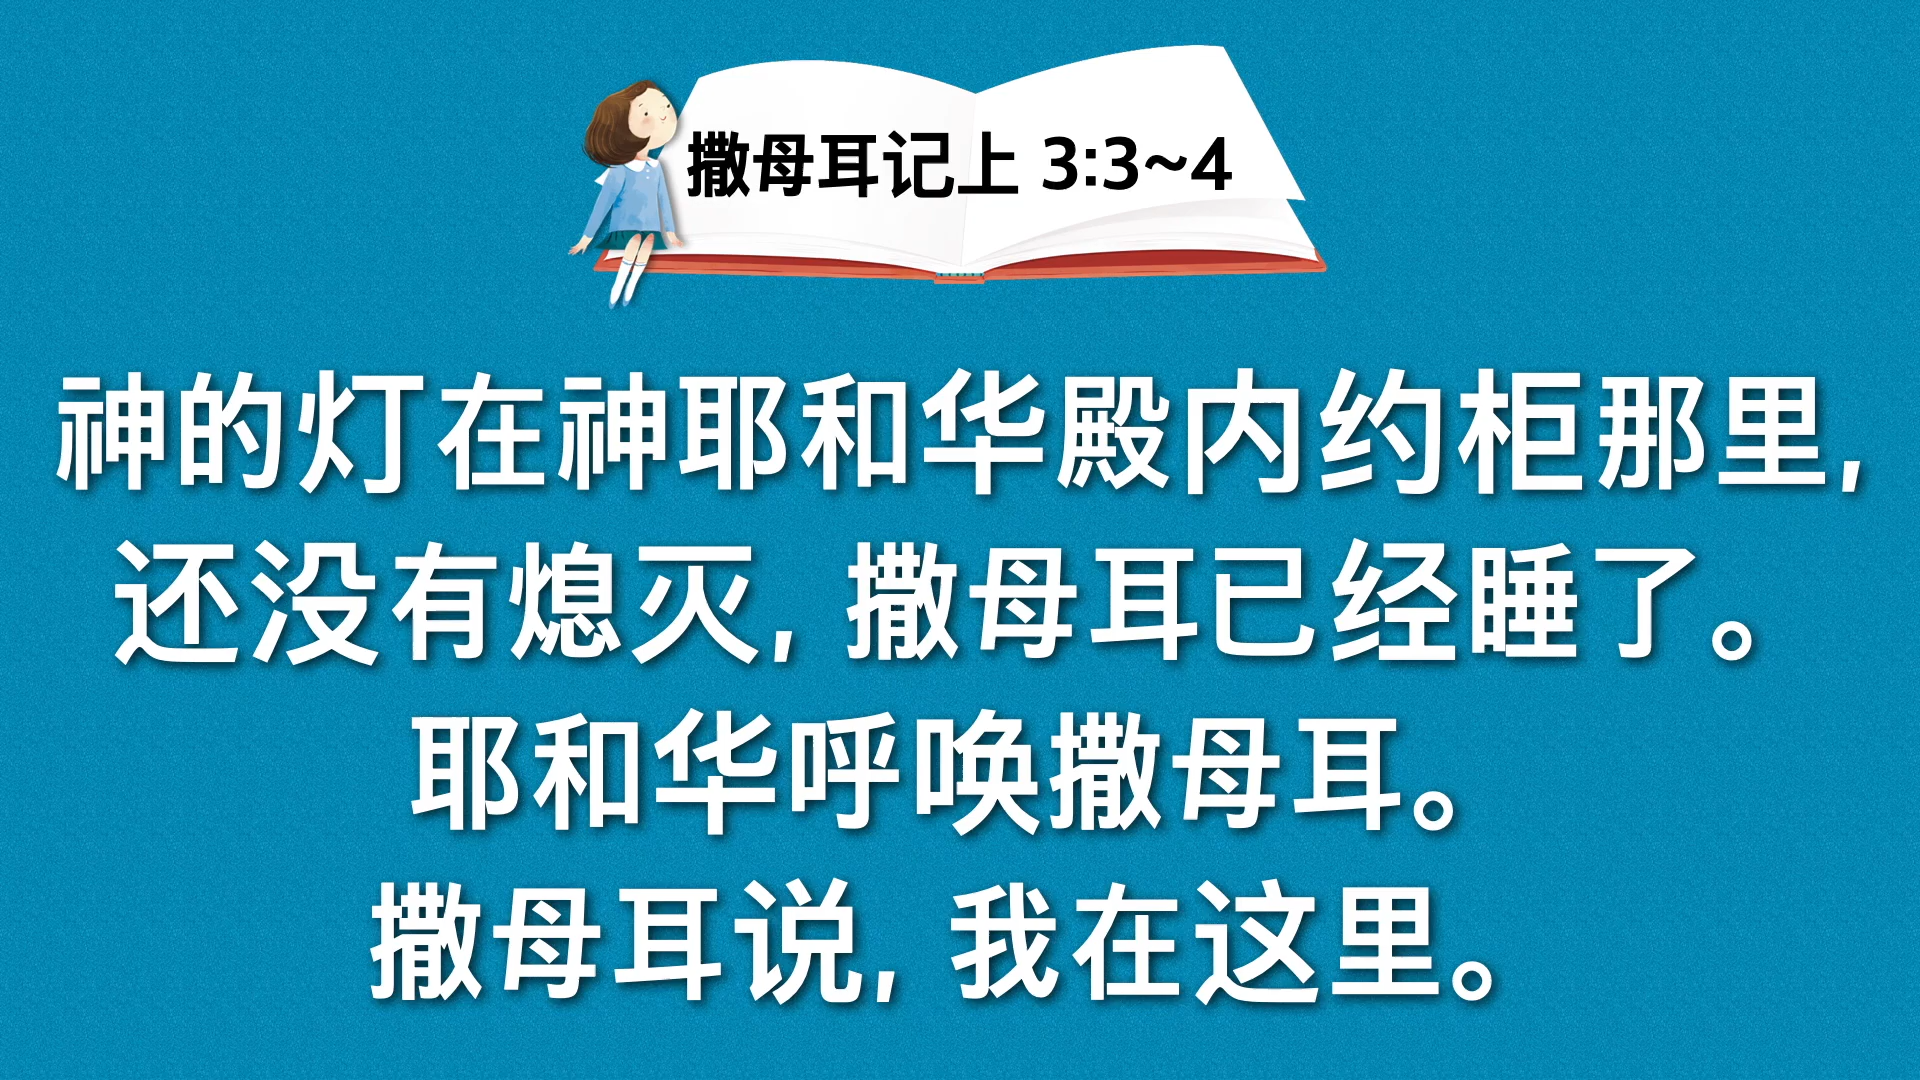 撒母耳记上 3:3~4
神的灯在神耶和华殿内约柜那里,
还没有熄灭, 撒母耳已经睡了。
耶和华呼唤撒母耳。
撒母耳说, 我在这里。